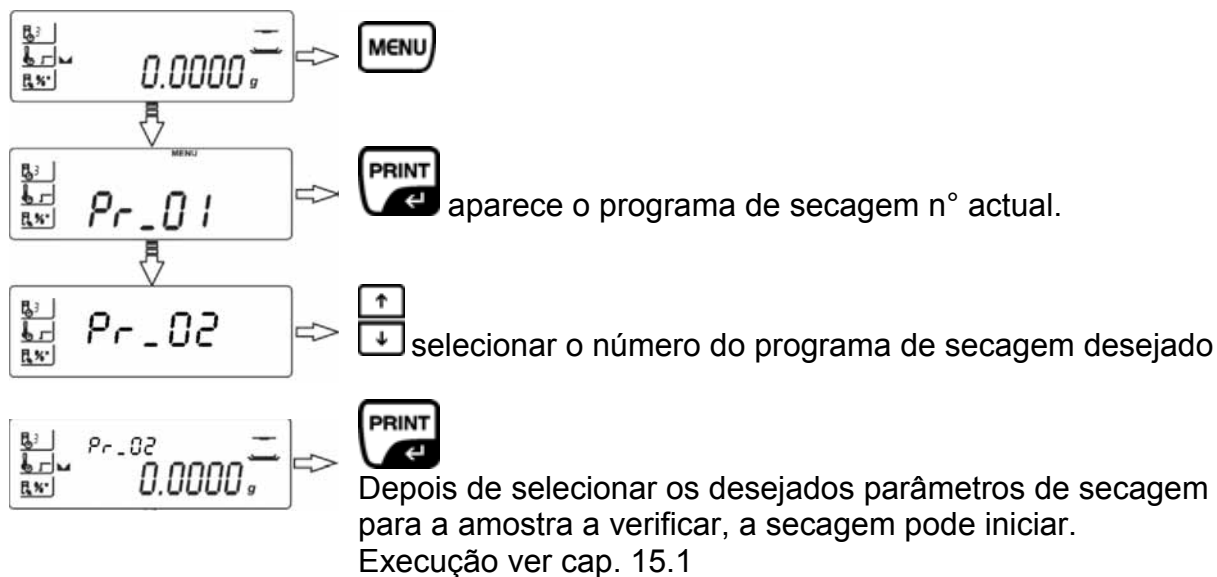 0.0000 g
MENU
MENU
Pr_01
PRINT
aparece o programa de secagem n° actual.
Pr_02
selecionar o número do programa de secagem desejado
Pr_02
0.0000 g
PRINT
Depois de selecionar os desejados parâmetros de secagem
para a amostra a verificar, a secagem pode iniciar.
Execução ver cap. 15.1